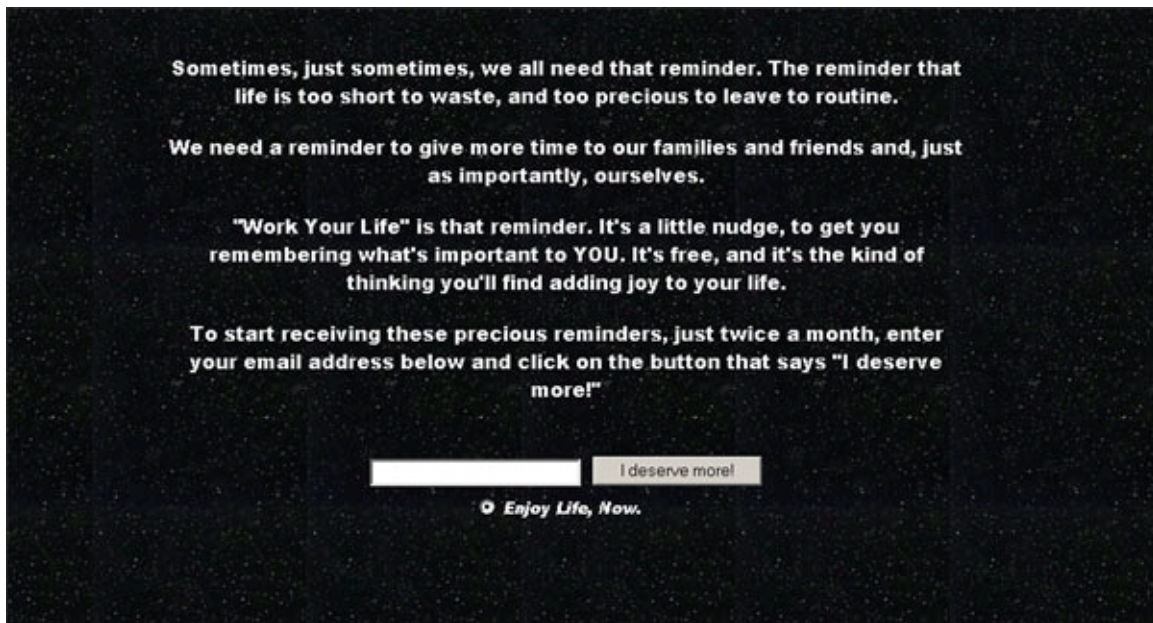 Sometimes, just sometimes, we all need that reminder. The reminder that
life is too short to waste, and too precious to leave to routine.
We need a reminder to give more time to our families and friends and, just
as importantly, ourselves.
"Work Your Life" is that reminder. It's a little nudge, to get you
remembering what's important to YOU. It's free, and it's the kind of
thinking you'll find adding joy to your life.
To start receiving these precious reminders, just twice a month, enter
your email address below and click on the button that says "I deserve
more!"
I deserve more!
Enjoy Life, Now.